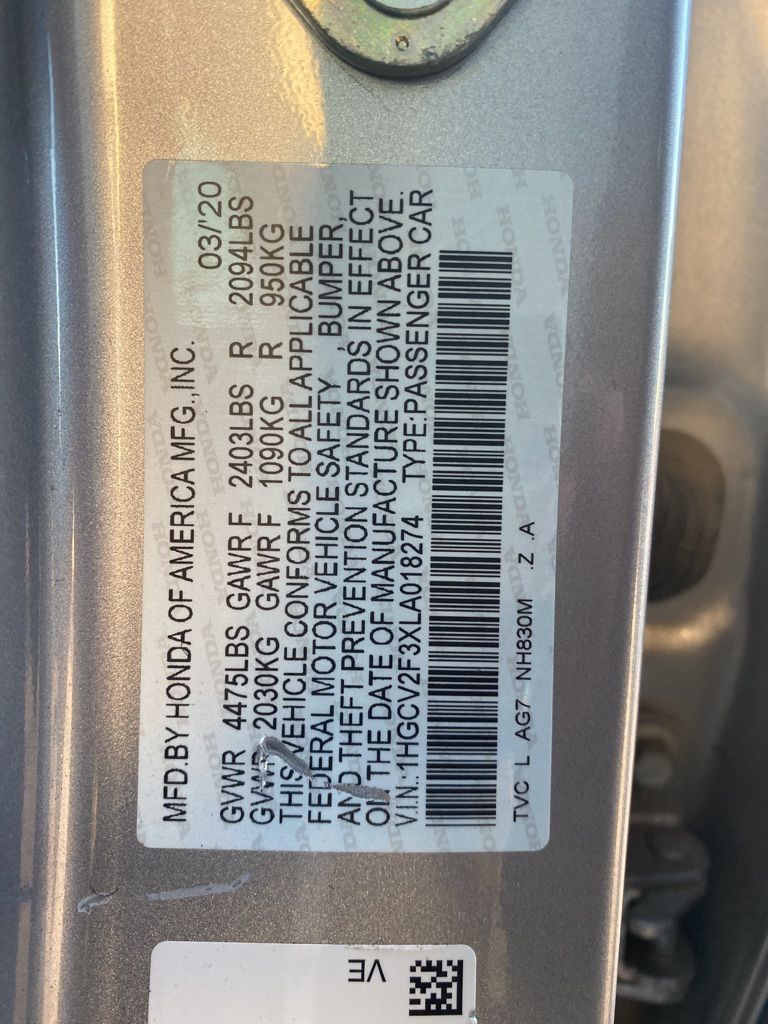 MFD.BY HONDA OF AMERICA MFG.,INC. 03/'20
GVWR 4475LBS GAWR F 2403LBS R 2094LBS
GVWR 2030KG GAWR F 1090KG R 950KG
THIS VEHICLE CONFORMS TO ALL APPLICABLE
FEDERAL MOTOR VEHICLE SAFETY, BUMPER,
AND THEFT PREVENTION STANDARDS IN EFFECT
ON THE DATE OF MANUFACTURE SHOWN ABOVE.
V.I.N.: 1HGCV2F3XLA018274 TYPE:PASSENGER CAR
TVC L AG7 NH830M .Z .A
VE